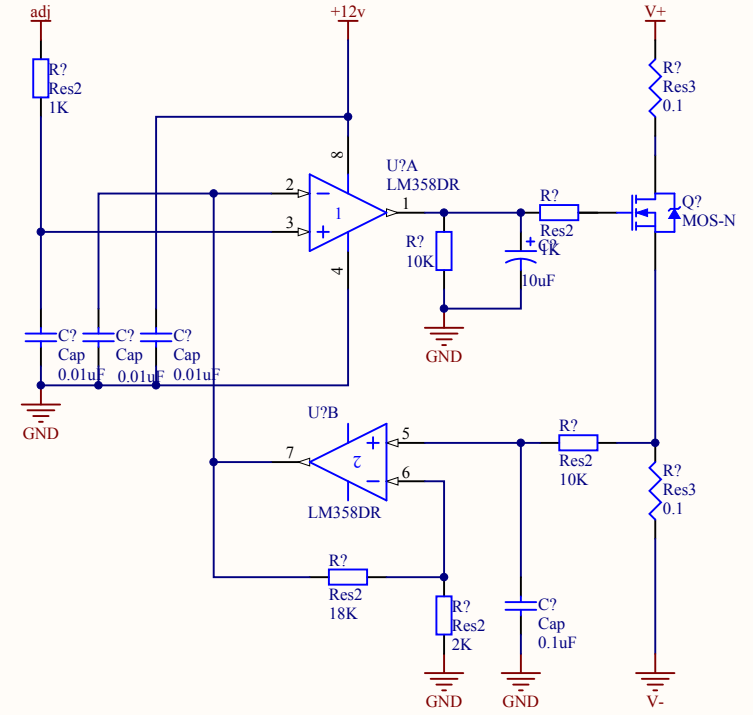 adj
+12v
V+
R?
Res2
1K
R?
Res3
0.1
8
U?A
LM358DR
2
1
1
3
4
R?
10K
R?
Res2
1K
C?
10uF
Q?
MOS-N
GND
C?
Cap
0.01uF
C?
Cap
0.01uF
C?
Cap
0.01uF
GND
U?B
5
7
2
6
LM358DR
R?
Res2
10K
R?
Res3
0.1
R?
Res2
18K
R?
Res2
2K
C?
Cap
0.1uF
GND
GND
V-